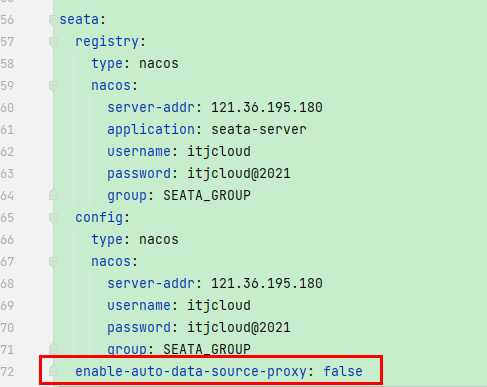 56 seata:
57 registry:
58 type: nacos
59 nacos:
60 server-addr: 121.36.195.180
61 application: seata-server
62 username: itjcloud
63 password: itjcloud@2021
64 group: SEATA_GROUP
65 config:
66 type: nacos
67 nacos:
68 server-addr: 121.36.195.180
69 username: itjcloud
70 password: itjcloud@2021
71 group: SEATA_GROUP
72 enable-auto-data-source-proxy: false